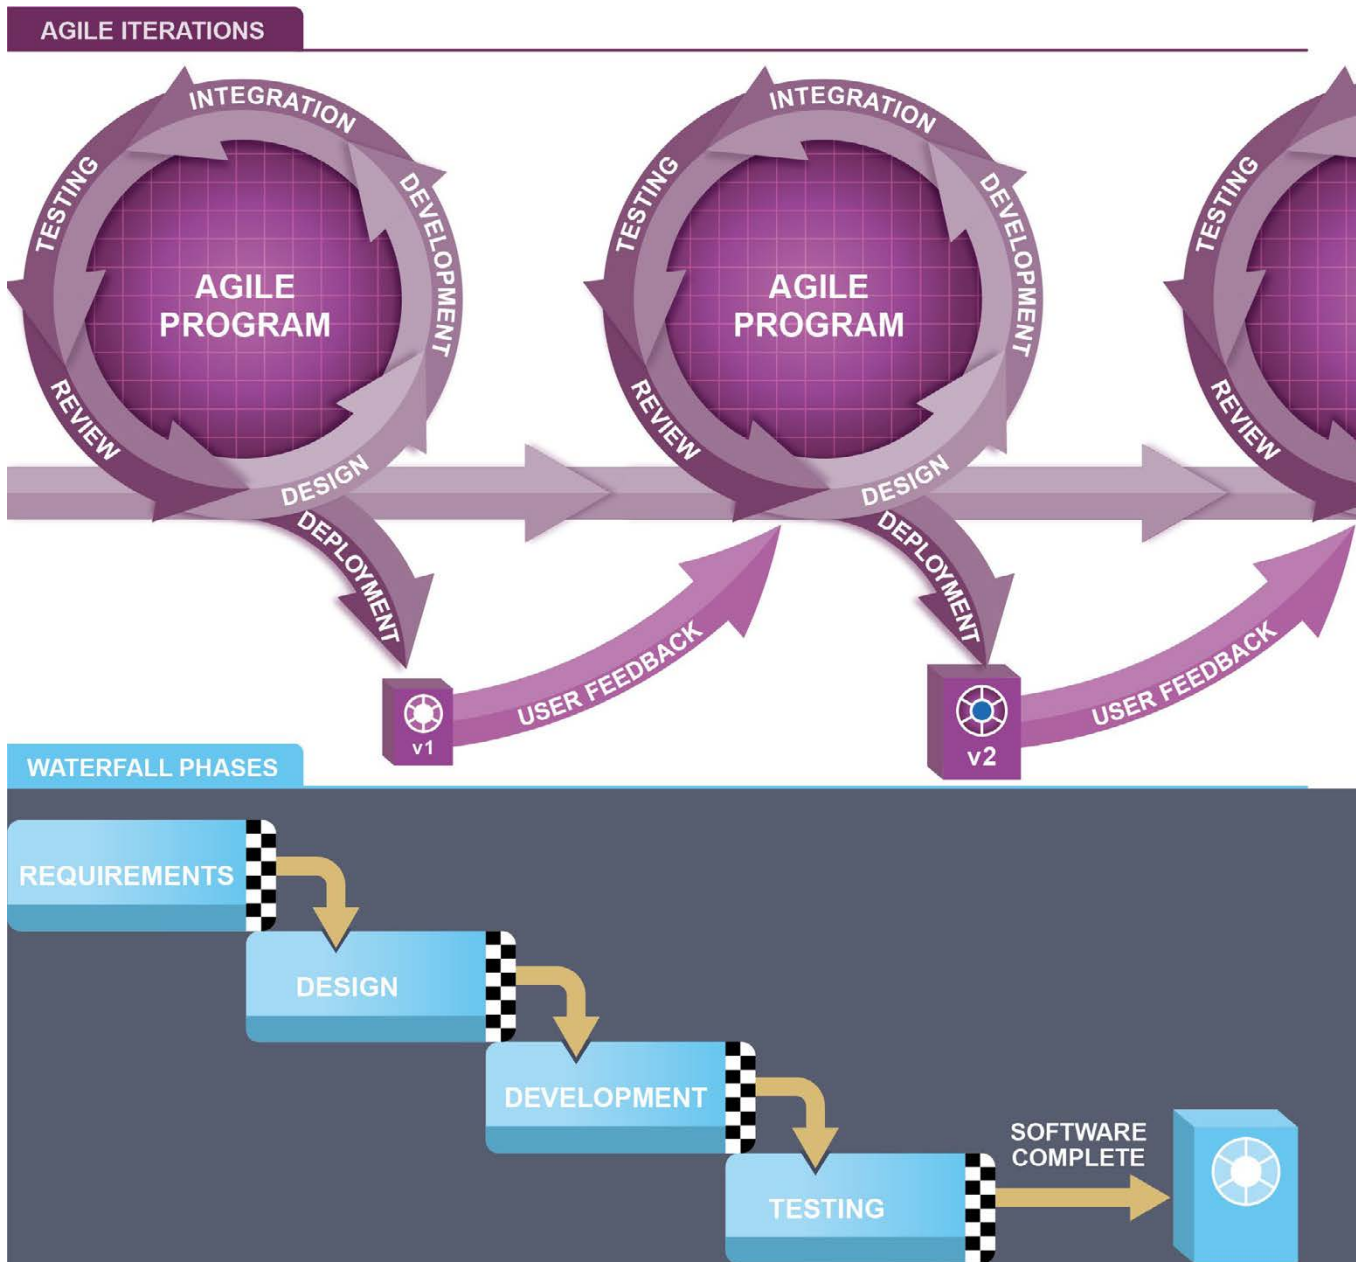 AGILE ITERATIONS
INTEGRATION
TESTING
DEVELOPMENT
AGILE
PROGRAM
REVIEW
DESIGN
DEPLOYMENT
v1
USER FEEDBACK
INTEGRATION
TESTING
DEVELOPMENT
AGILE
PROGRAM
REVIEW
DESIGN
DEPLOYMENT
v2
USER FEEDBACK
TESTING
REVIEW
WATERFALL PHASES
REQUIREMENTS
DESIGN
DEVELOPMENT
TESTING
SOFTWARE
COMPLETE